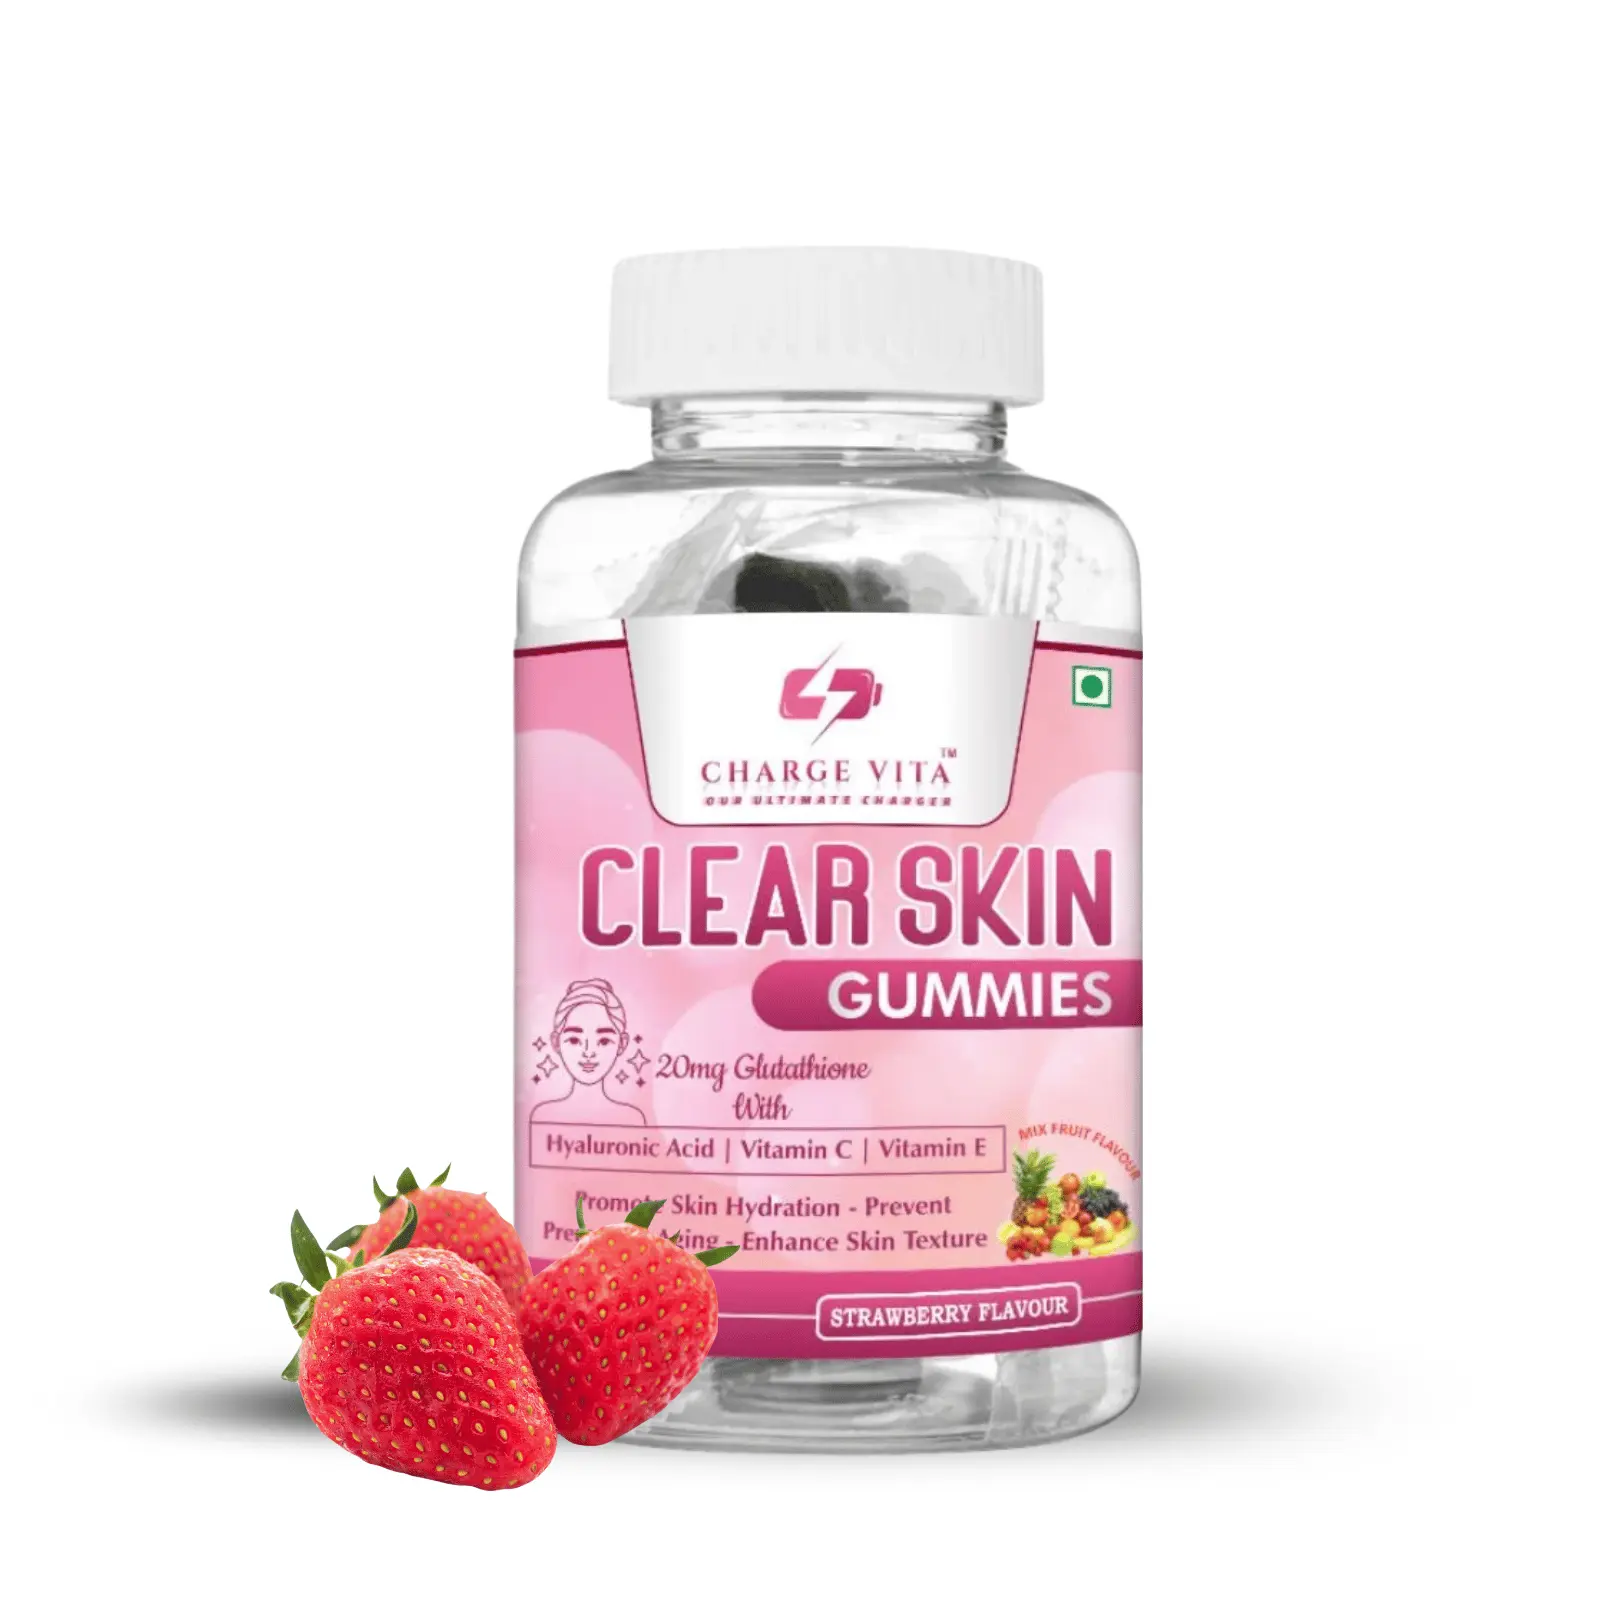 CHARGE VITA™
OUR ULTIMATE CHARGER
CLEAR SKIN
GUMMIES
20mg Glutathione
With
Hyaluronic Acid | Vitamin C | Vitamin E
MIX FRUIT FLAVOUR
Skin Hydration - Prevent
Aging - Enhance Skin Texture
STRAWBERRY FLAVOUR